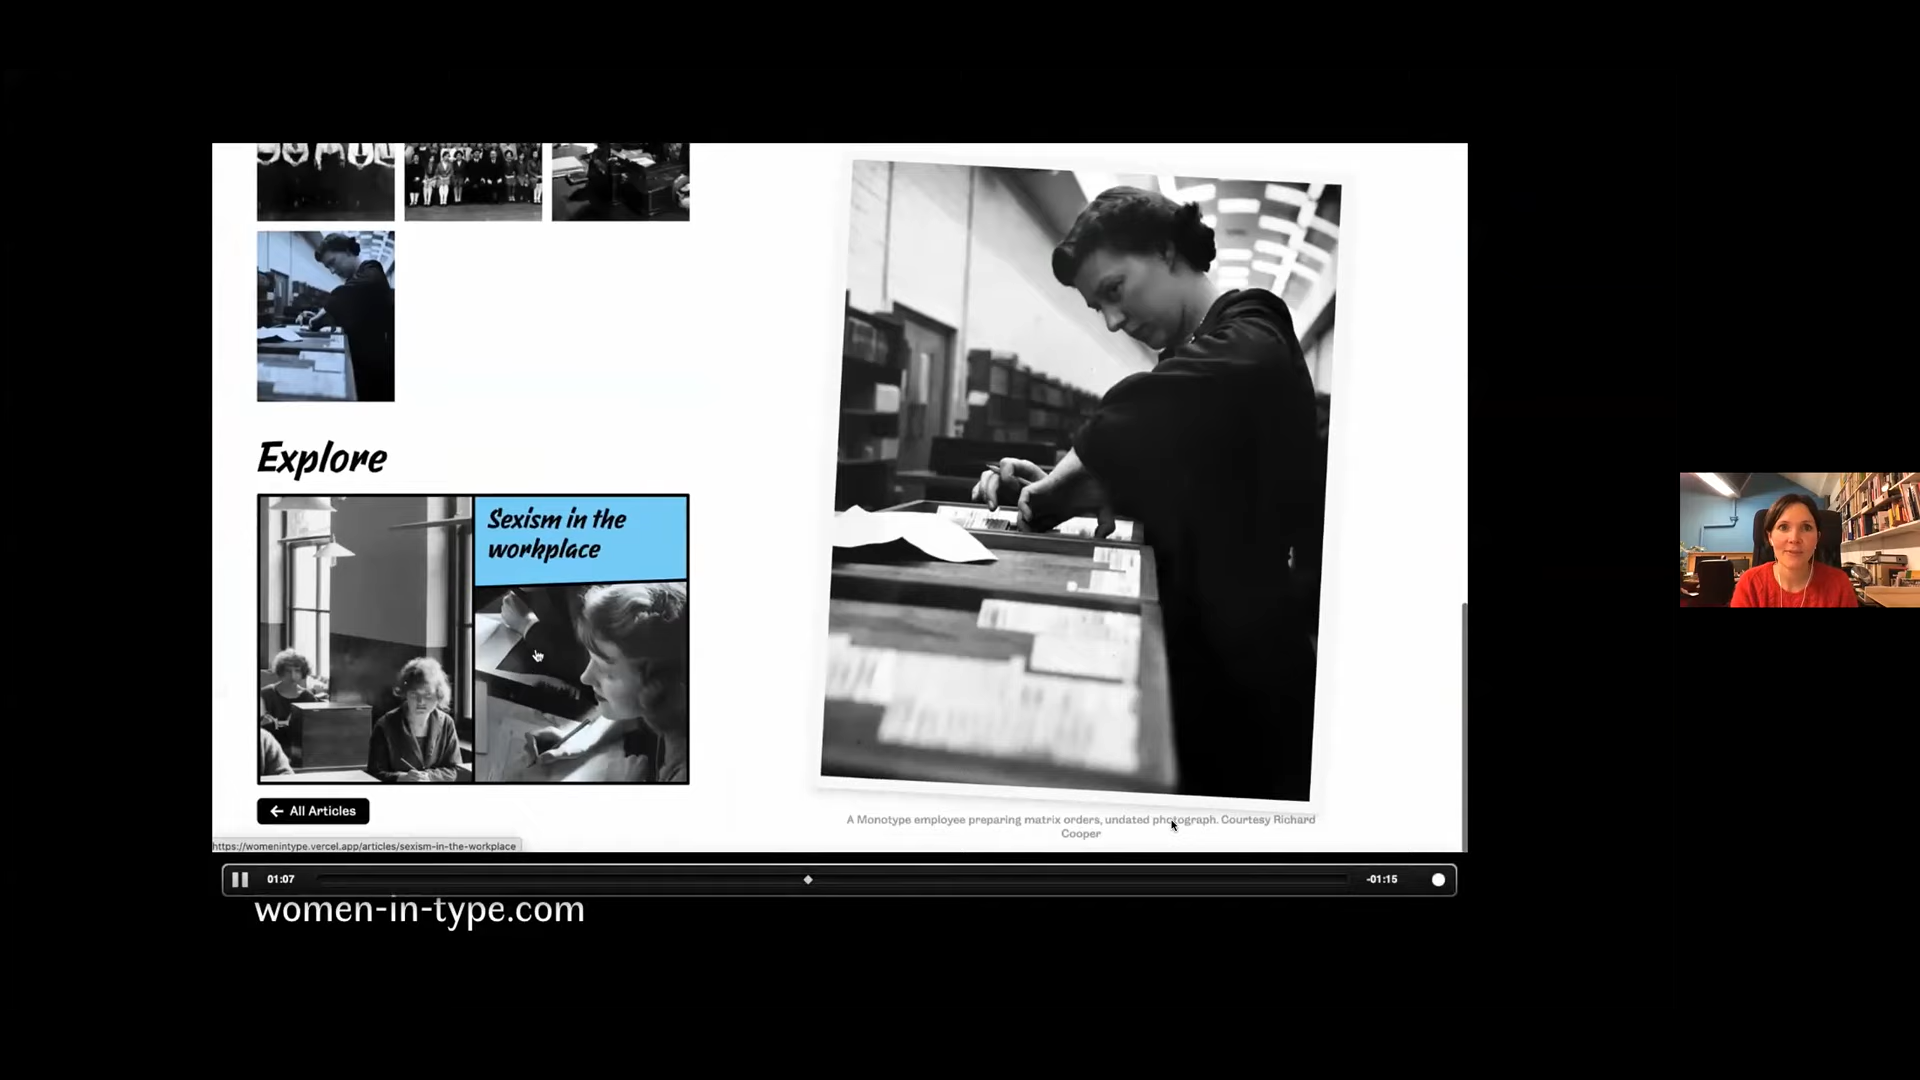 Explore
Sexism in the
workplace
← All Articles
A Monotype employee preparing matrix orders, undated photograph. Courtesy Richard
Cooper
https://womenintype.vercel.app/articles/sexism-in-the-workplace
01:07
-01:15
women-in-type.com